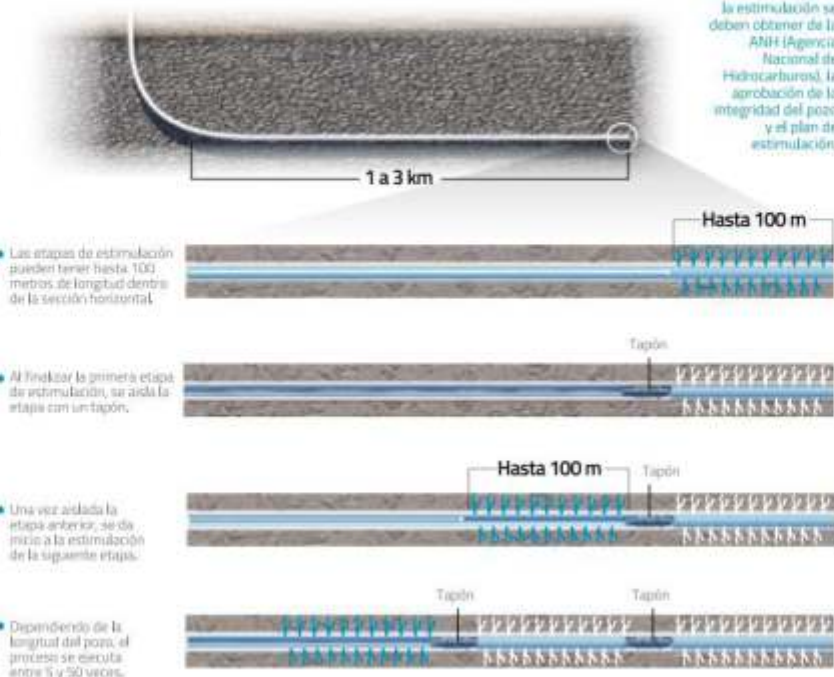 la estimulación se
deben obtener de la
ANH (Agencia
Nacional de
Hidrocarburos), la
aprobación de la
integridad del pozo
y el plan de
estimulación
1 a 3 km
Hasta 100 m
Las etapas de estimulación
pueden tener hasta 100
metros de longitud dentro
de la sección horizontal.
Tapón
Al finalizar la primera etapa
de estimulación, se aisla la
etapa con un tapón.
Hasta 100 m
Tapón
Una vez aislada la
etapa anterior, se da
inicio a la estimulación
de la siguiente etapa.
Tapón
Tapón
Dependiendo de la
longitud del pozo, el
proceso se ejecuta
entre 5 y 50 veces.